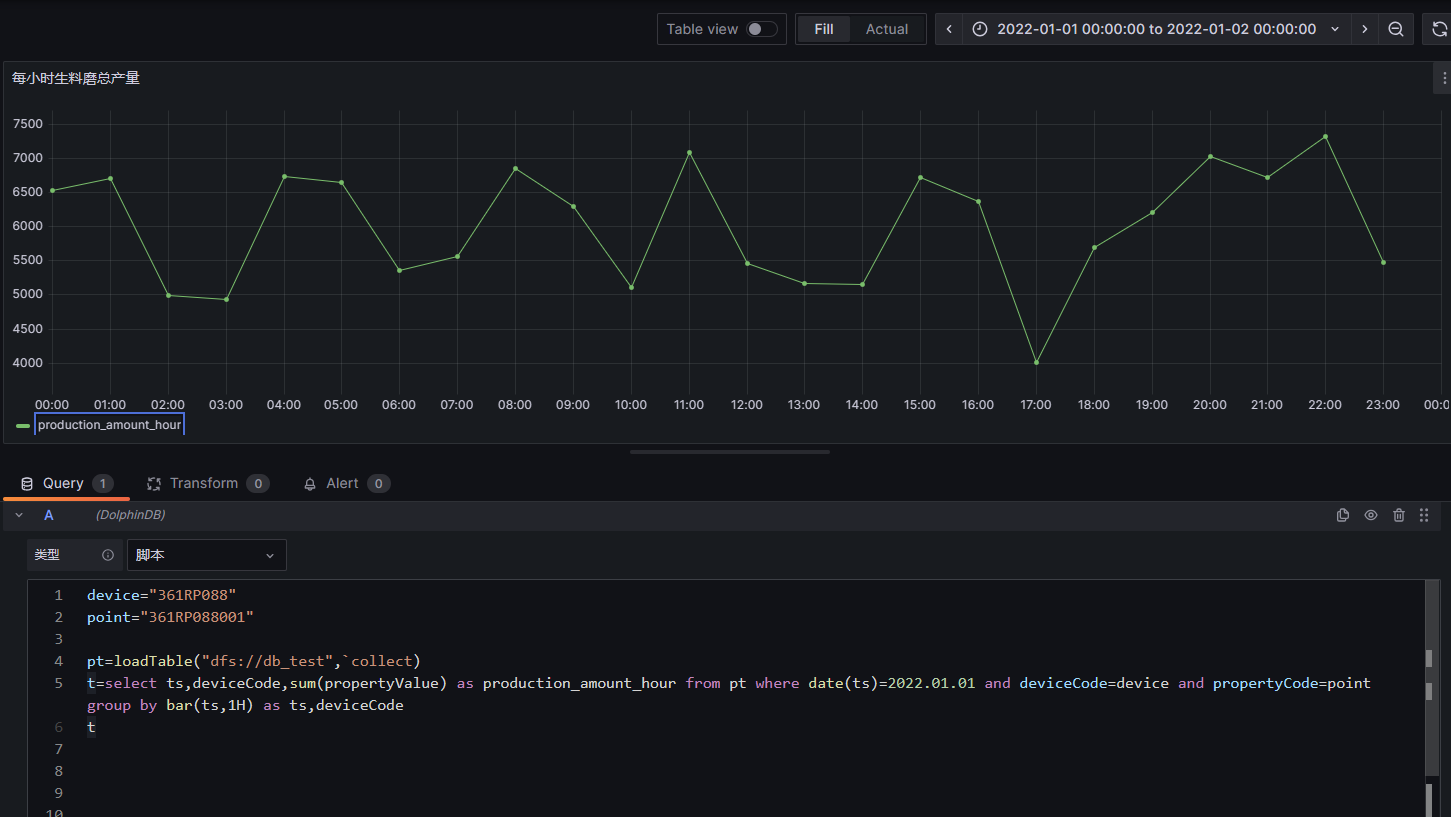 Table view Fill Actual 2022-01-01 00:00:00 to 2022-01-02 00:00:00
每小时生料磨总产量
7500
7000
6500
6000
5500
5000
4500
4000
00:00 01:00 02:00 03:00 04:00 05:00 06:00 07:00 08:00 09:00 10:00 11:00 12:00 13:00 14:00 15:00 16:00 17:00 18:00 19:00 20:00 21:00 22:00 23:00 00:0
production_amount_hour
Query 1 Transform 0 Alert 0
A (DolphinDB)
类型 脚本
1 device="361RP088"
2 point="361RP088001"
3
4 pt=loadTable("dfs://db_test",`collect)
5 t=select ts,deviceCode,sum(propertyValue) as production_amount_hour from pt where date(ts)=2022.01.01 and deviceCode=device and propertyCode=point
group by bar(ts,1H) as ts,deviceCode
6 t
7
8
9
10